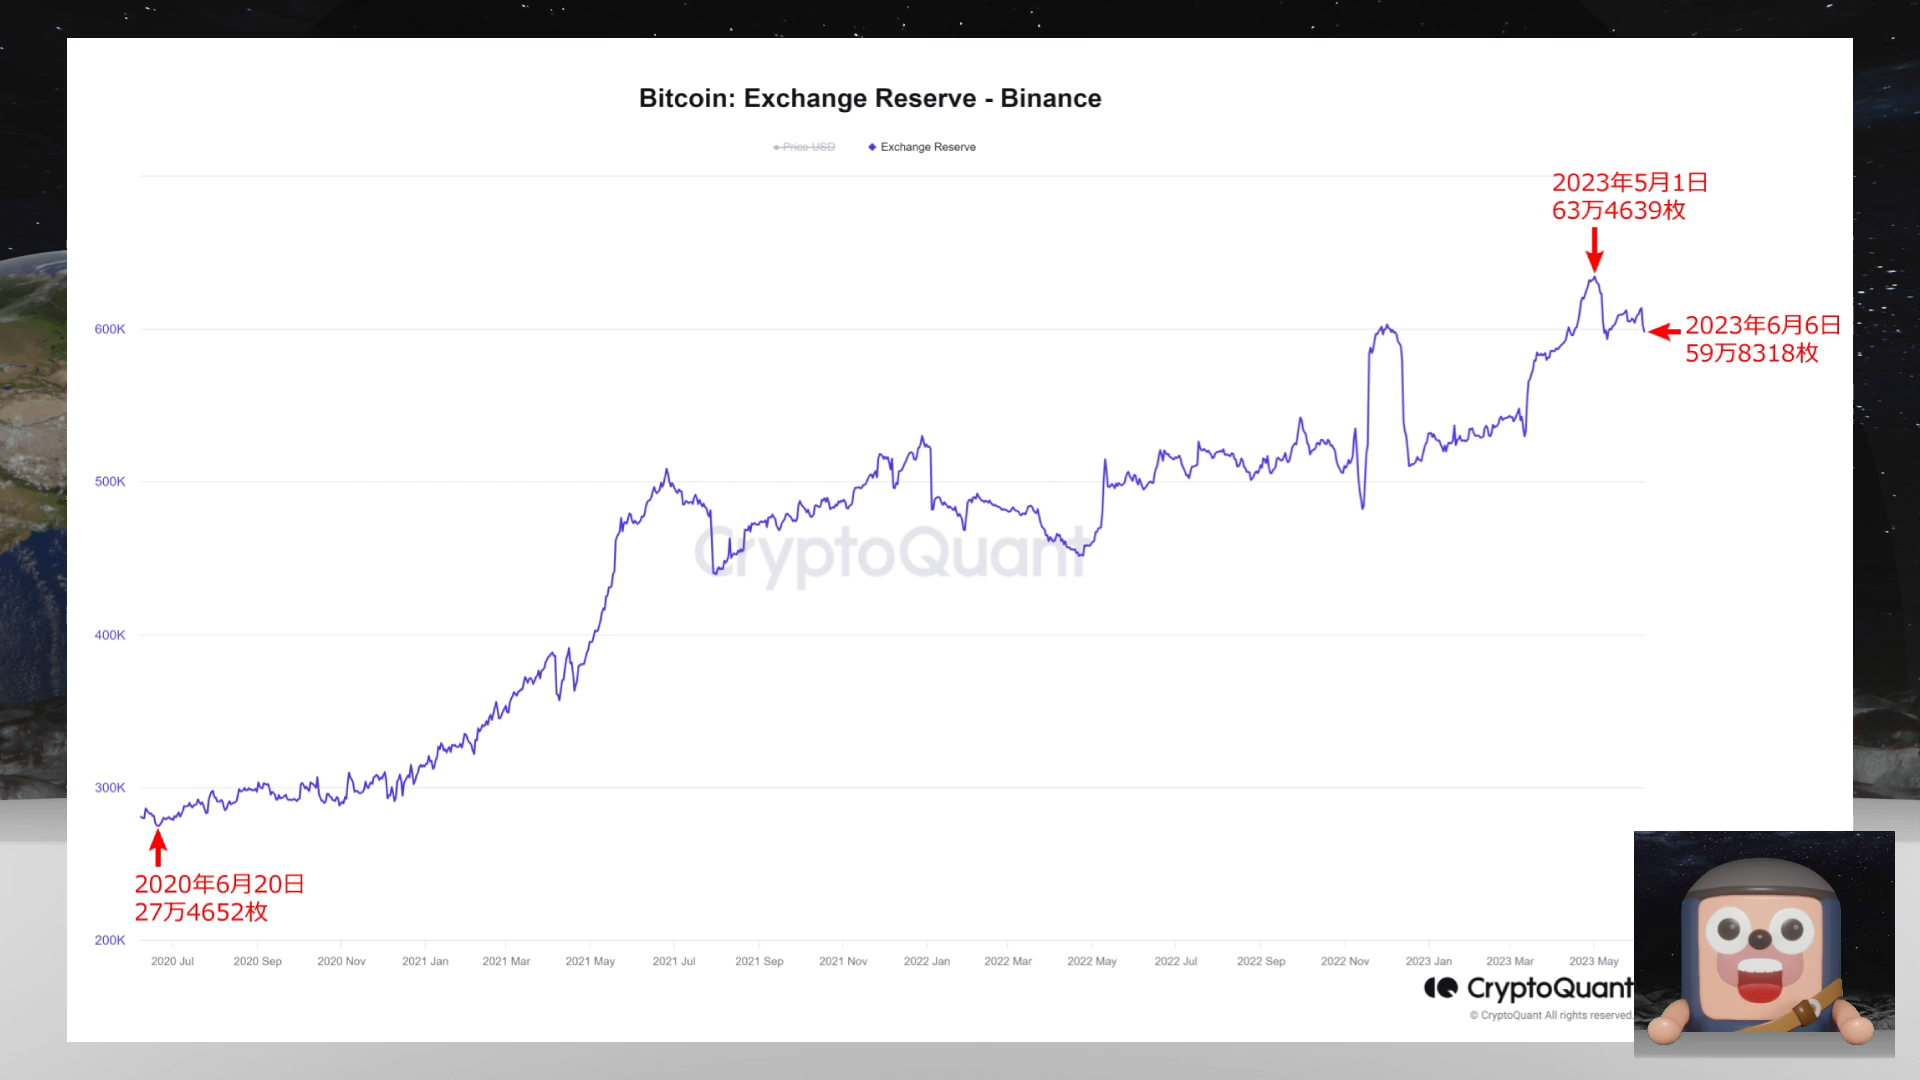 Bitcoin: Exchange Reserve - Binance
Price USD
Exchange Reserve
2023年5月1日
63万4639枚
2023年6月6日
59万8318枚
600K
500K
400K
300K
200K
CryptoQuant
2020年6月20日
27万4652枚
2020 Jul
2020 Sep
2020 Nov
2021 Jan
2021 Mar
2021 May
2021 Jul
2021 Sep
2021 Nov
2022 Jan
2022 Mar
2022 May
2022 Jul
2022 Sep
2022 Nov
2023 Jan
2023 Mar
2023 May
CryptoQuant
© CryptoQuant All rights reserved.